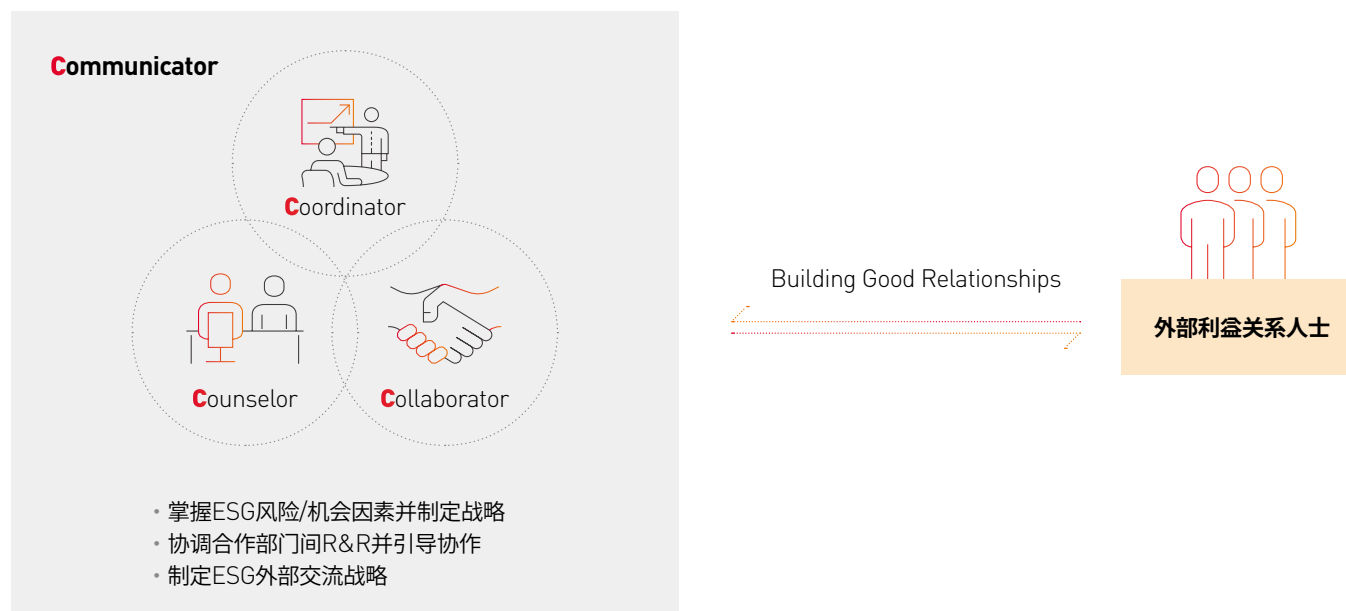 Communicator
Coordinator
Counselor
Collaborator
• 掌握ESG风险/机会因素并制定战略
• 协调合作部门间R&R并引导协作
• 制定ESG外部交流战略
Building Good Relationships
外部利益关系人士